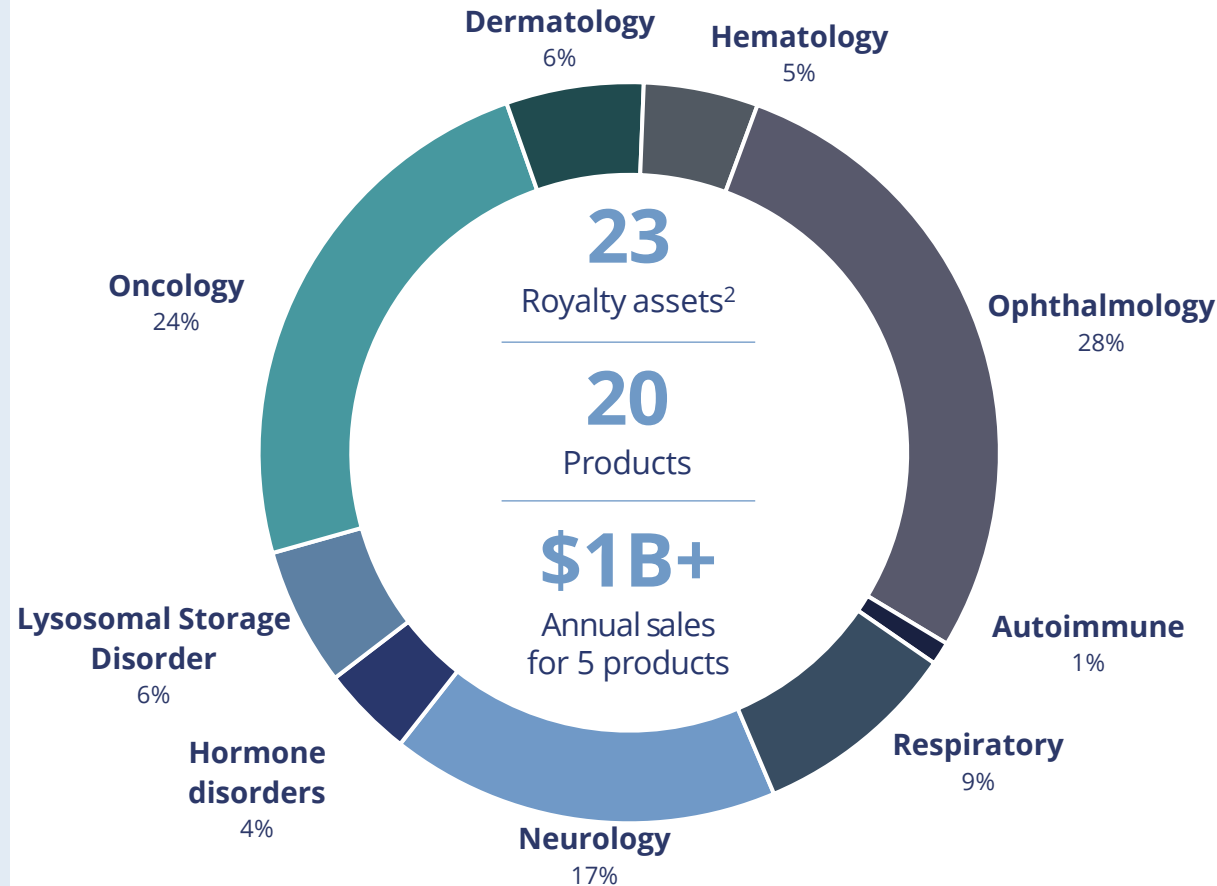 Dermatology
6%
Hematology
5%
Oncology
24%
Ophthalmology
28%
23
Royalty assets²
20
Products
$1B+
Annual sales
for 5 products
Lysosomal Storage
Disorder
6%
Autoimmune
1%
Hormone
disorders
4%
Respiratory
9%
Neurology
17%